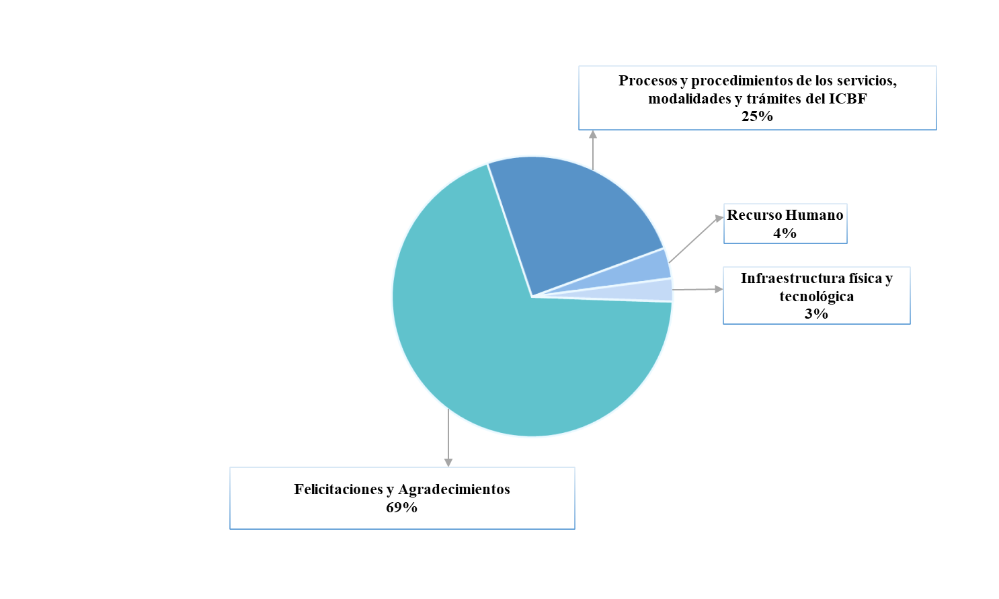 Procesos y procedimientos de los servicios,
modalidades y trámites del ICBF
25%
Recurso Humano
4%
Infraestructura física y
tecnológica
3%
Felicitaciones y Agradecimientos
69%